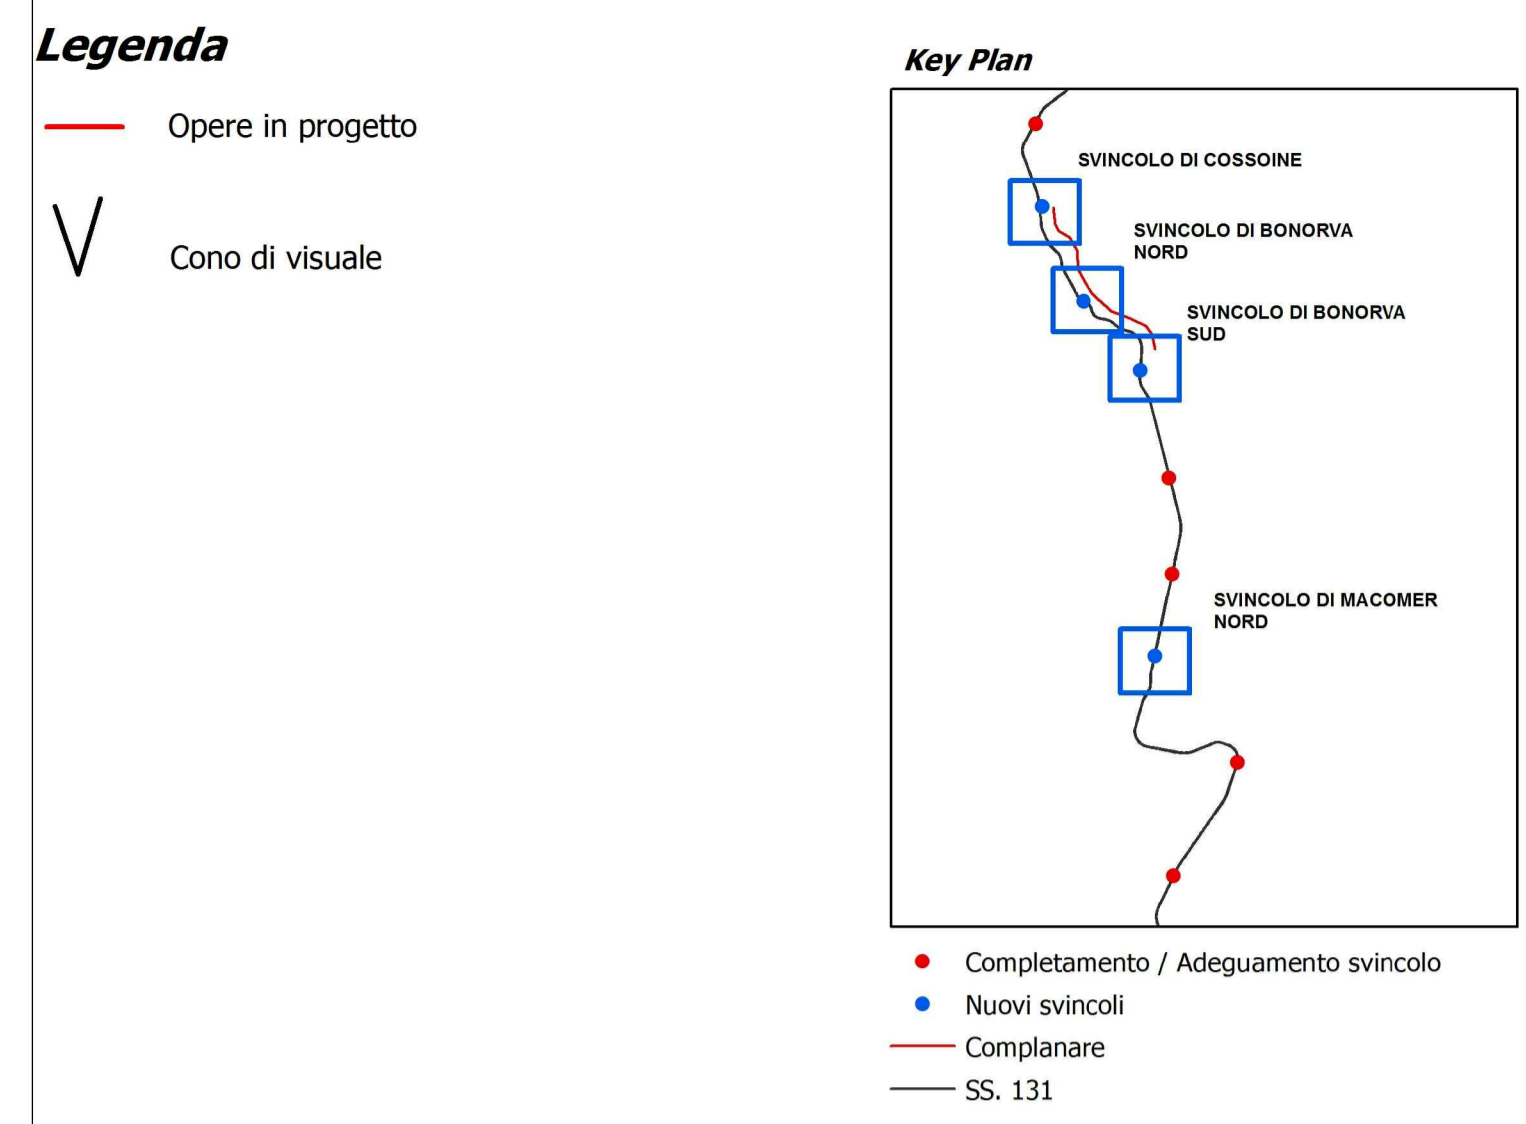 Legenda
Opere in progetto
Cono di visuale
Key Plan
SVINCOLO DI COSSOINE
SVINCOLO DI BONORVA
NORD
SVINCOLO DI BONORVA
SUD
SVINCOLO DI MACOMER
NORD
Completamento / Adeguamento svincolo
Nuovi svincoli
Complanare
SS. 131